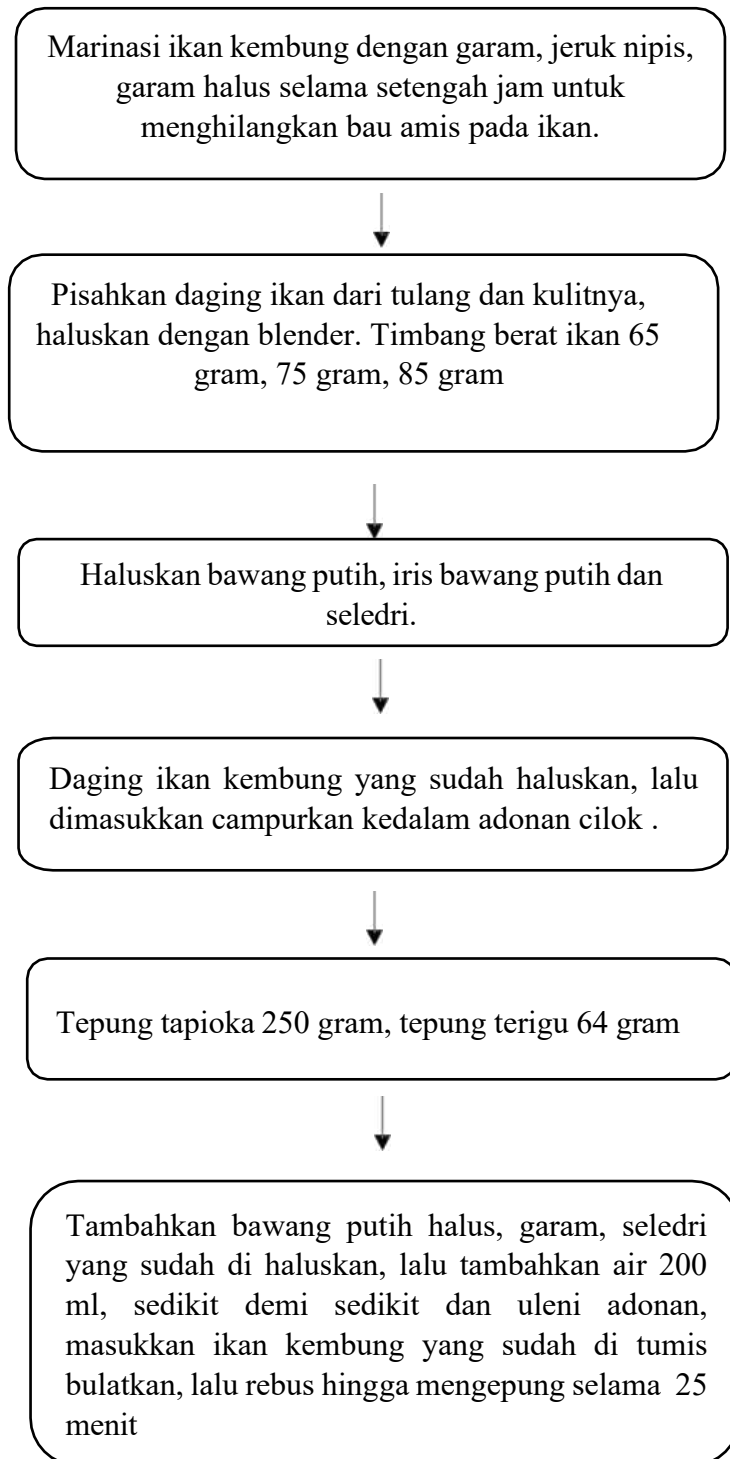 Marinasi ikan kembung dengan garam, jeruk nipis,
garam halus selama setengah jam untuk
menghilangkan bau amis pada ikan.
Pisahkan daging ikan dari tulang dan kulitnya,
haluskan dengan blender. Timbang berat ikan 65
gram, 75 gram, 85 gram
Haluskan bawang putih, iris bawang putih dan
seledri.
Daging ikan kembung yang sudah haluskan, lalu
dimasukkan campurkan kedalam adonan cilok .
Tepung tapioka 250 gram, tepung terigu 64 gram
Tambahkan bawang putih halus, garam, seledri
yang sudah di haluskan, lalu tambahkan air 200
ml, sedikit demi sedikit dan uleni adonan,
masukkan ikan kembung yang sudah di tumis
bulatkan, lalu rebus hingga mengepung selama 25
menit